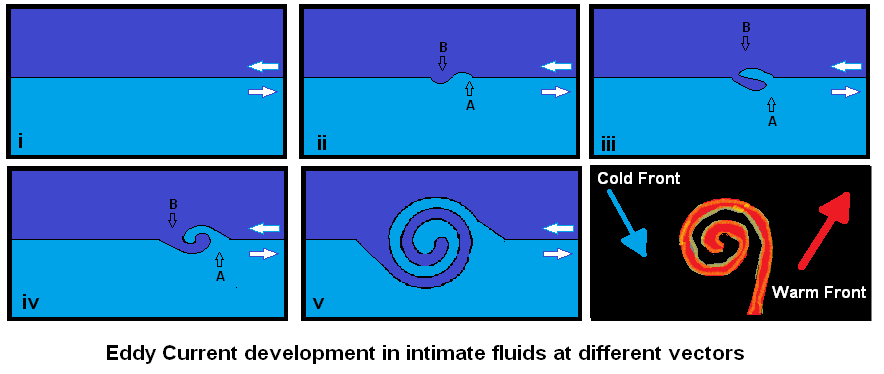 i
B
A
ii
B
A
iii
B
A
iv
v
Cold Front
Warm Front
Eddy Current development in intimate fluids at different vectors